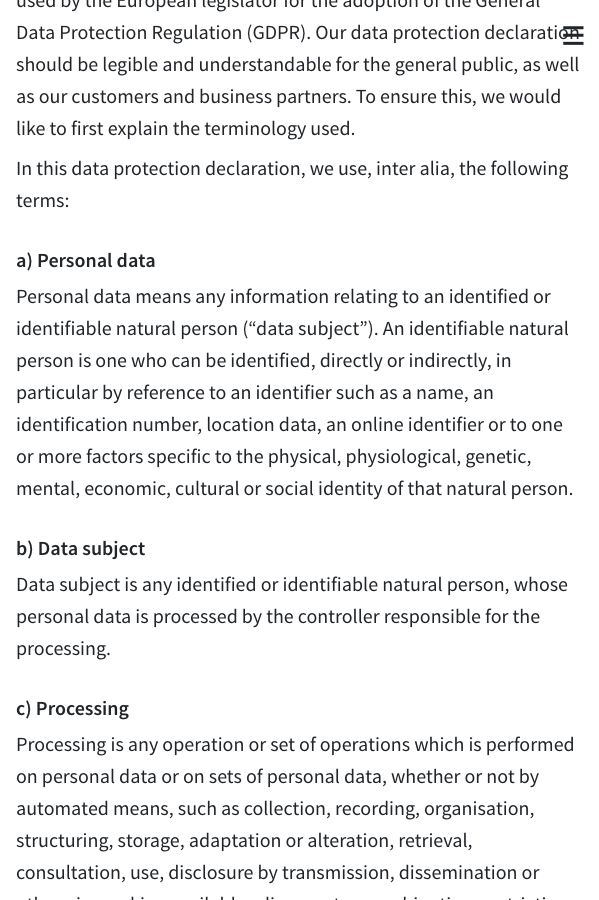 used by the European legislator for the adoption of the General
Data Protection Regulation (GDPR). Our data protection declaration
should be legible and understandable for the general public, as well
as our customers and business partners. To ensure this, we would
like to first explain the terminology used.
In this data protection declaration, we use, inter alia, the following
terms:
a) Personal data
Personal data means any information relating to an identified or
identifiable natural person (“data subject”). An identifiable natural
person is one who can be identified, directly or indirectly, in
particular by reference to an identifier such as a name, an
identification number, location data, an online identifier or to one
or more factors specific to the physical, physiological, genetic,
mental, economic, cultural or social identity of that natural person.
b) Data subject
Data subject is any identified or identifiable natural person, whose
personal data is processed by the controller responsible for the
processing.
c) Processing
Processing is any operation or set of operations which is performed
on personal data or on sets of personal data, whether or not by
automated means, such as collection, recording, organisation,
structuring, storage, adaptation or alteration, retrieval,
consultation, use, disclosure by transmission, dissemination or